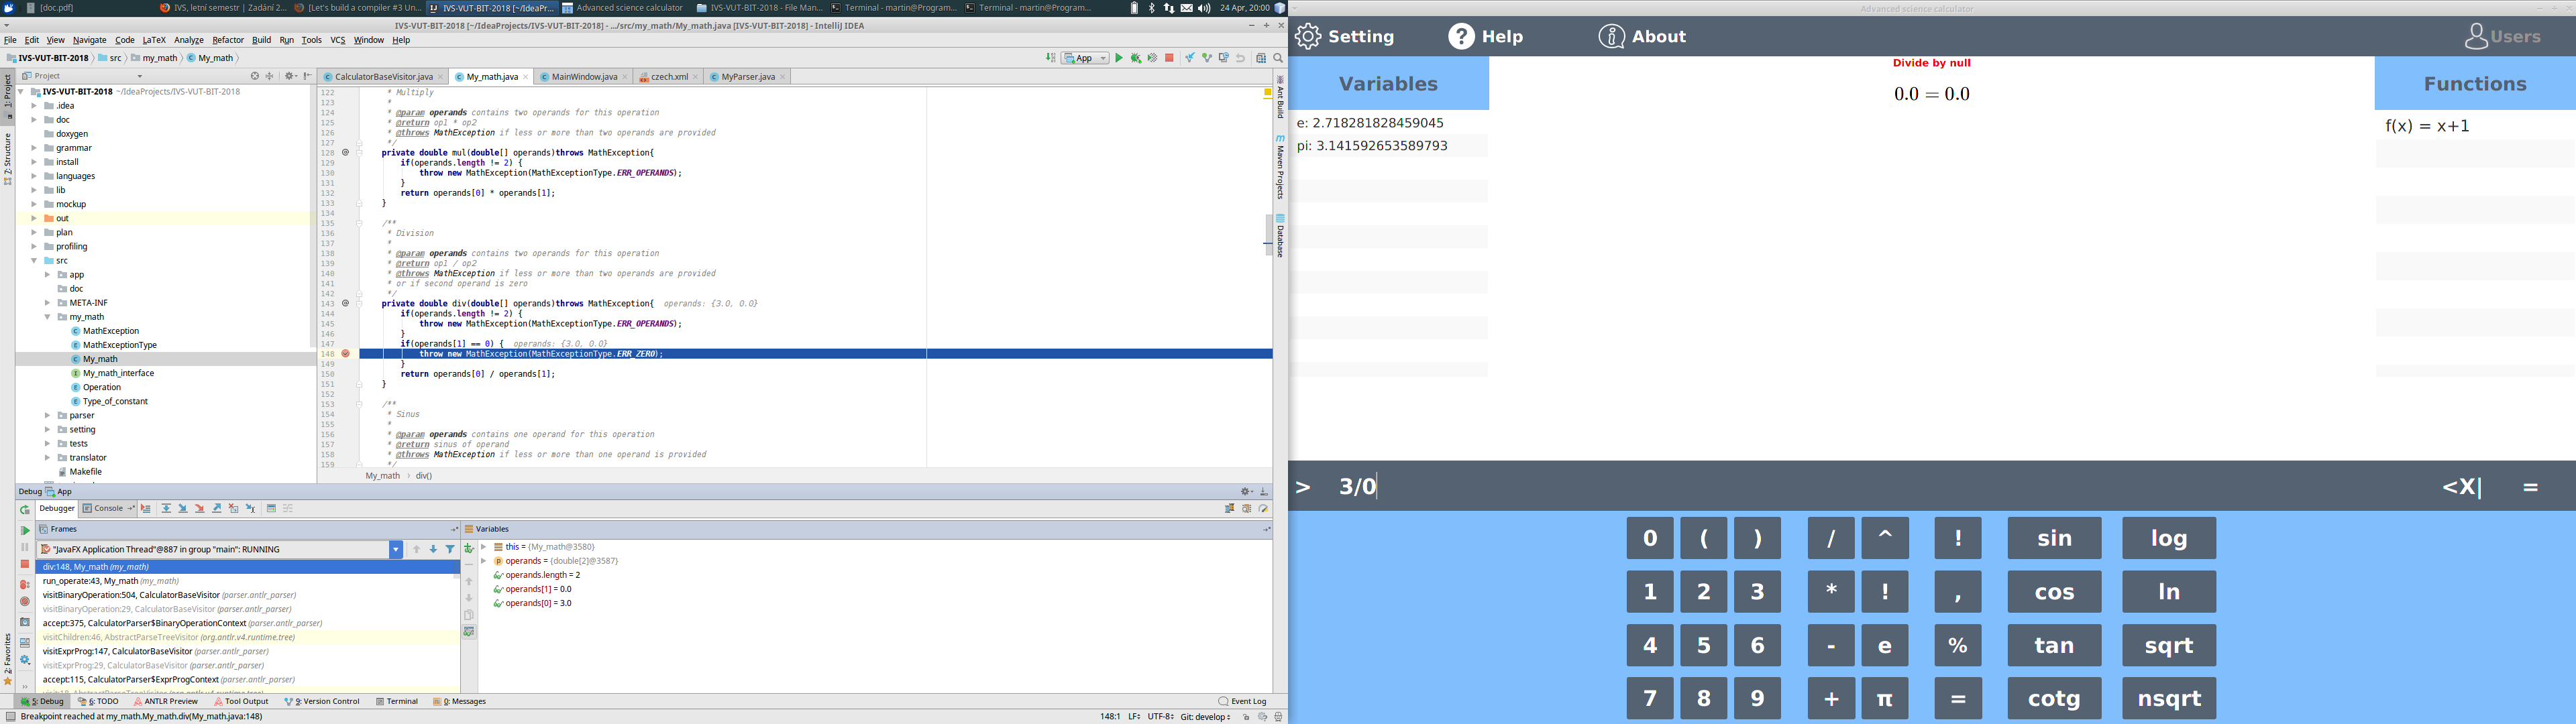 [doc.pdf]
IVS, letní semestr | Zadání 2...
[Let's build a compiler #3 Un...
IVS-VUT-BIT-2018 [~/IdeaPr...
Advanced science calculator
IVS-VUT-BIT-2018 - File Man...
Terminal - martin@Program...
Terminal - martin@Program...
24 Apr, 20:00
IVS-VUT-BIT-2018 [~/IdeaProjects/IVS-VUT-BIT-2018] - .../src/my_math/My_math.java [IVS-VUT-BIT-2018] - IntelliJ IDEA
File Edit View Navigate Code LaTeX Analyze Refactor Build Run Tools VCS Window Help
IVS-VUT-BIT-2018 src my_math My_math
App
Project
CalculatorBaseVisitor.java
My_math.java
MainWindow.java
czech.xml
MyParser.java
1: Project
7: Structure
2: Favorites
IVS-VUT-BIT-2018 ~/IdeaProjects/IVS-VUT-BIT-2018
.idea
doc
doxygen
grammar
install
languages
lib
mockup
out
plan
profiling
src
app
doc
META-INF
my_math
MathException
MathExceptionType
My_math
My_math_interface
Operation
Type_of_constant
parser
setting
tests
translator
Makefile
122 * Multiply
123 *
124 * @param operands contains two operands for this operation
125 * @return op1 * op2
126 * @throws MathException if less or more than two operands are provided
127 */
128 private double mul(double[] operands)throws MathException{
129 if(operands.length != 2) {
130 throw new MathException(MathExceptionType.ERR_OPERANDS);
131 }
132 return operands[0] * operands[1];
133 }
134
135 /**
136 * Division
137 *
138 * @param operands contains two operands for this operation
139 * @return op1 / op2
140 * @throws MathException if less or more than two operands are provided
141 * or if second operand is zero
142 */
143 private double div(double[] operands)throws MathException{ operands: {3.0, 0.0}
144 if(operands.length != 2) {
145 throw new MathException(MathExceptionType.ERR_OPERANDS);
146 }
147 if(operands[1] == 0) { operands: {3.0, 0.0}
148 throw new MathException(MathExceptionType.ERR_ZERO);
149 }
150 return operands[0] / operands[1];
151 }
152
153 /**
154 * Sinus
155 *
156 * @param operands contains one operand for this operation
157 * @return sinus of operand
158 * @throws MathException if less or more than one operand is provided
159 */
My_math div()
Ant Build
Maven Projects
Database
Debug App
Debugger Console
Frames
Variables
"JavaFX Application Thread"@887 in group "main": RUNNING
div:148, My_math (my_math)
run_operate:43, My_math (my_math)
visitBinaryOperation:504, CalculatorBaseVisitor (parser.antlr_parser)
visitBinaryOperation:29, CalculatorBaseVisitor (parser.antlr_parser)
accept:375, CalculatorParser$BinaryOperationContext (parser.antlr_parser)
visitChildren:46, AbstractParseTreeVisitor (org.antlr.v4.runtime.tree)
visitExprProg:147, CalculatorBaseVisitor (parser.antlr_parser)
visitExprProg:29, CalculatorBaseVisitor (parser.antlr_parser)
accept:115, CalculatorParser$ExprProgContext (parser.antlr_parser)
this = {My_math@3580}
operands = {double[2]@3587}
operands.length = 2
operands[1] = 0.0
operands[0] = 3.0
5: Debug 6: TODO ANTLR Preview Tool Output 9: Version Control Terminal 0: Messages Event Log
Breakpoint reached at my_math.My_math.div(My_math.java:148)
148:1 LF÷ UTF-8÷ Git: develop÷
Advanced science calculator
Setting Help About Users
Variables
Divide by null
Functions
0.0 = 0.0
e: 2.718281828459045
pi: 3.141592653589793
f(x) = x+1
> 3/0 <X| =
0 ( ) / ^ ! sin log
1 2 3 * ! , cos ln
4 5 6 - e % tan sqrt
7 8 9 + π = cotg nsqrt